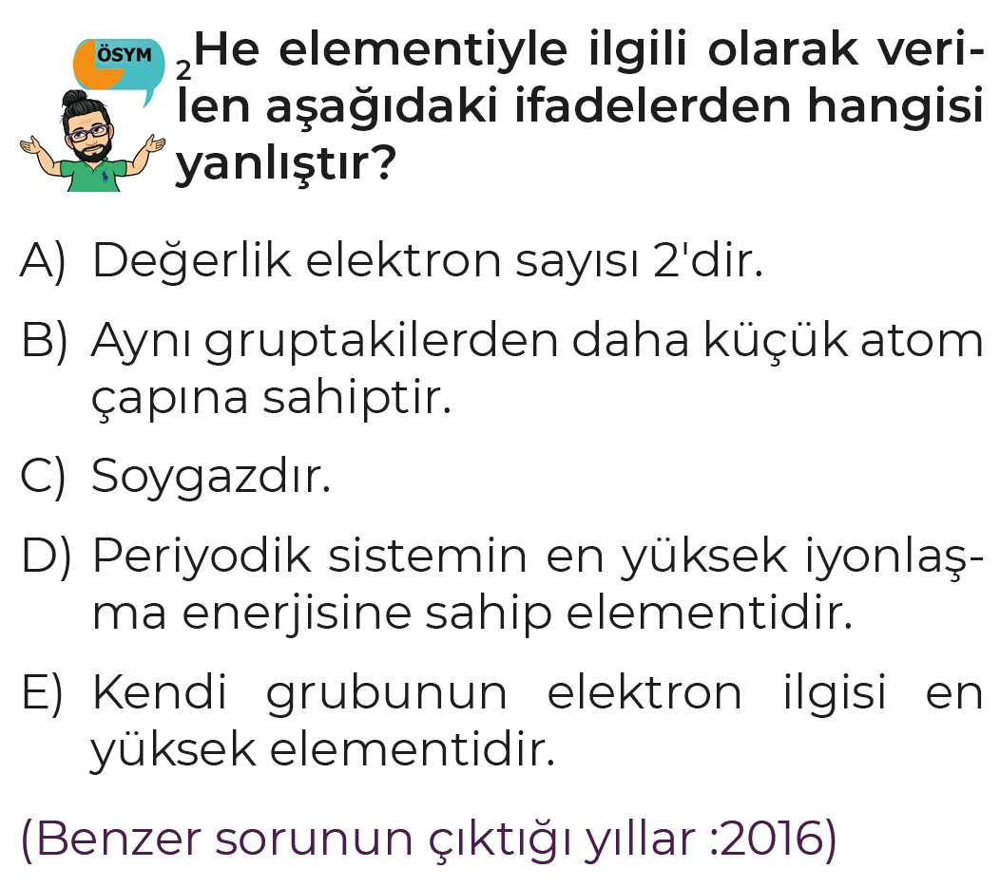 ÖSYM
₂He elementiyle ilgili olarak veri-
len aşağıdaki ifadelerden hangisi
yanlıştır?
A) Değerlik elektron sayısı 2'dir.
B) Aynı gruptakilerden daha küçük atom
çapına sahiptir.
C) Soygazdır.
D) Periyodik sistemin en yüksek iyonlaş-
ma enerjisine sahip elementidir.
E) Kendi grubunun elektron ilgisi en
yüksek elementidir.
(Benzer sorunun çıktığı yıllar :2016)